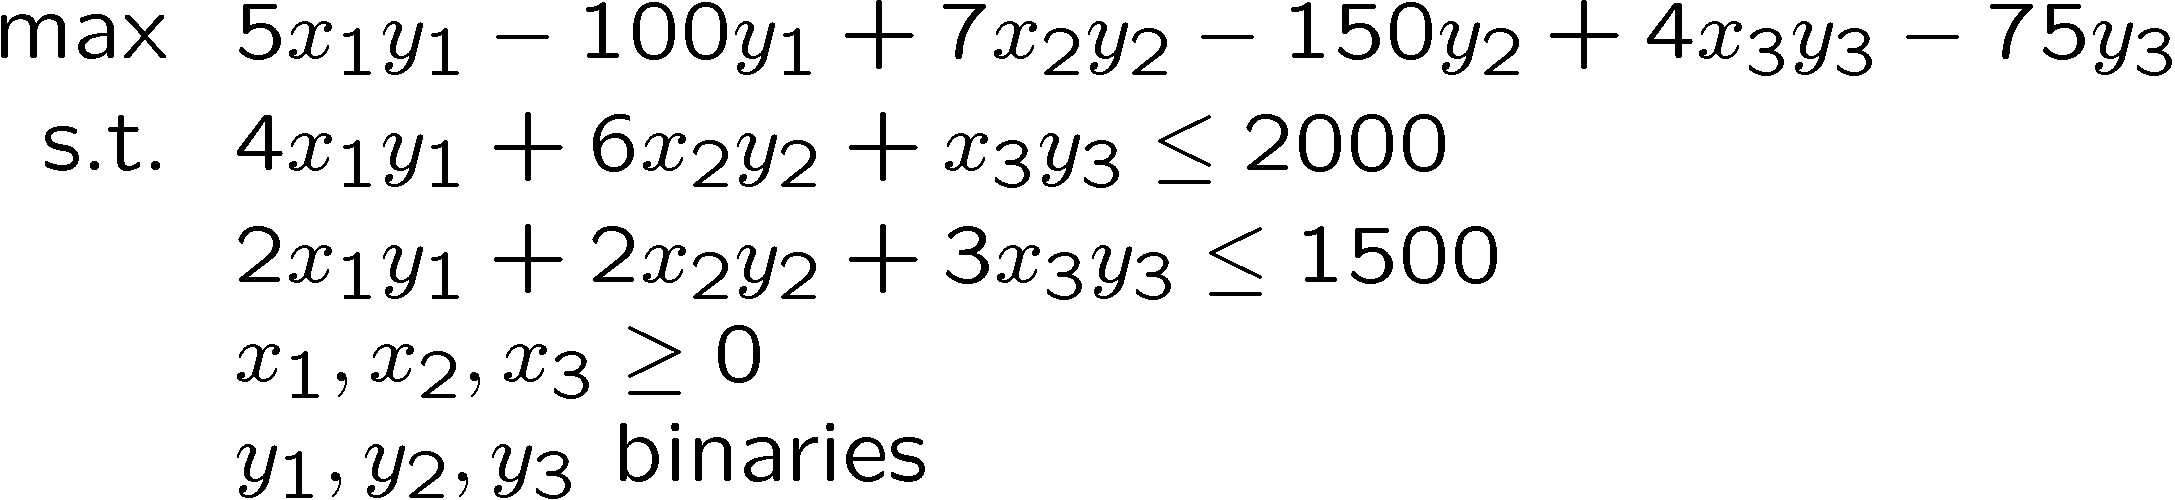 max 5x₁y₁ − 100y₁ + 7x₂y₂ − 150y₂ + 4x₃y₃ − 75y₃
s.t. 4x₁y₁ + 6x₂y₂ + x₃y₃ ≤ 2000
2x₁y₁ + 2x₂y₂ + 3x₃y₃ ≤ 1500
x₁, x₂, x₃ ≥ 0
y₁, y₂, y₃ binaries